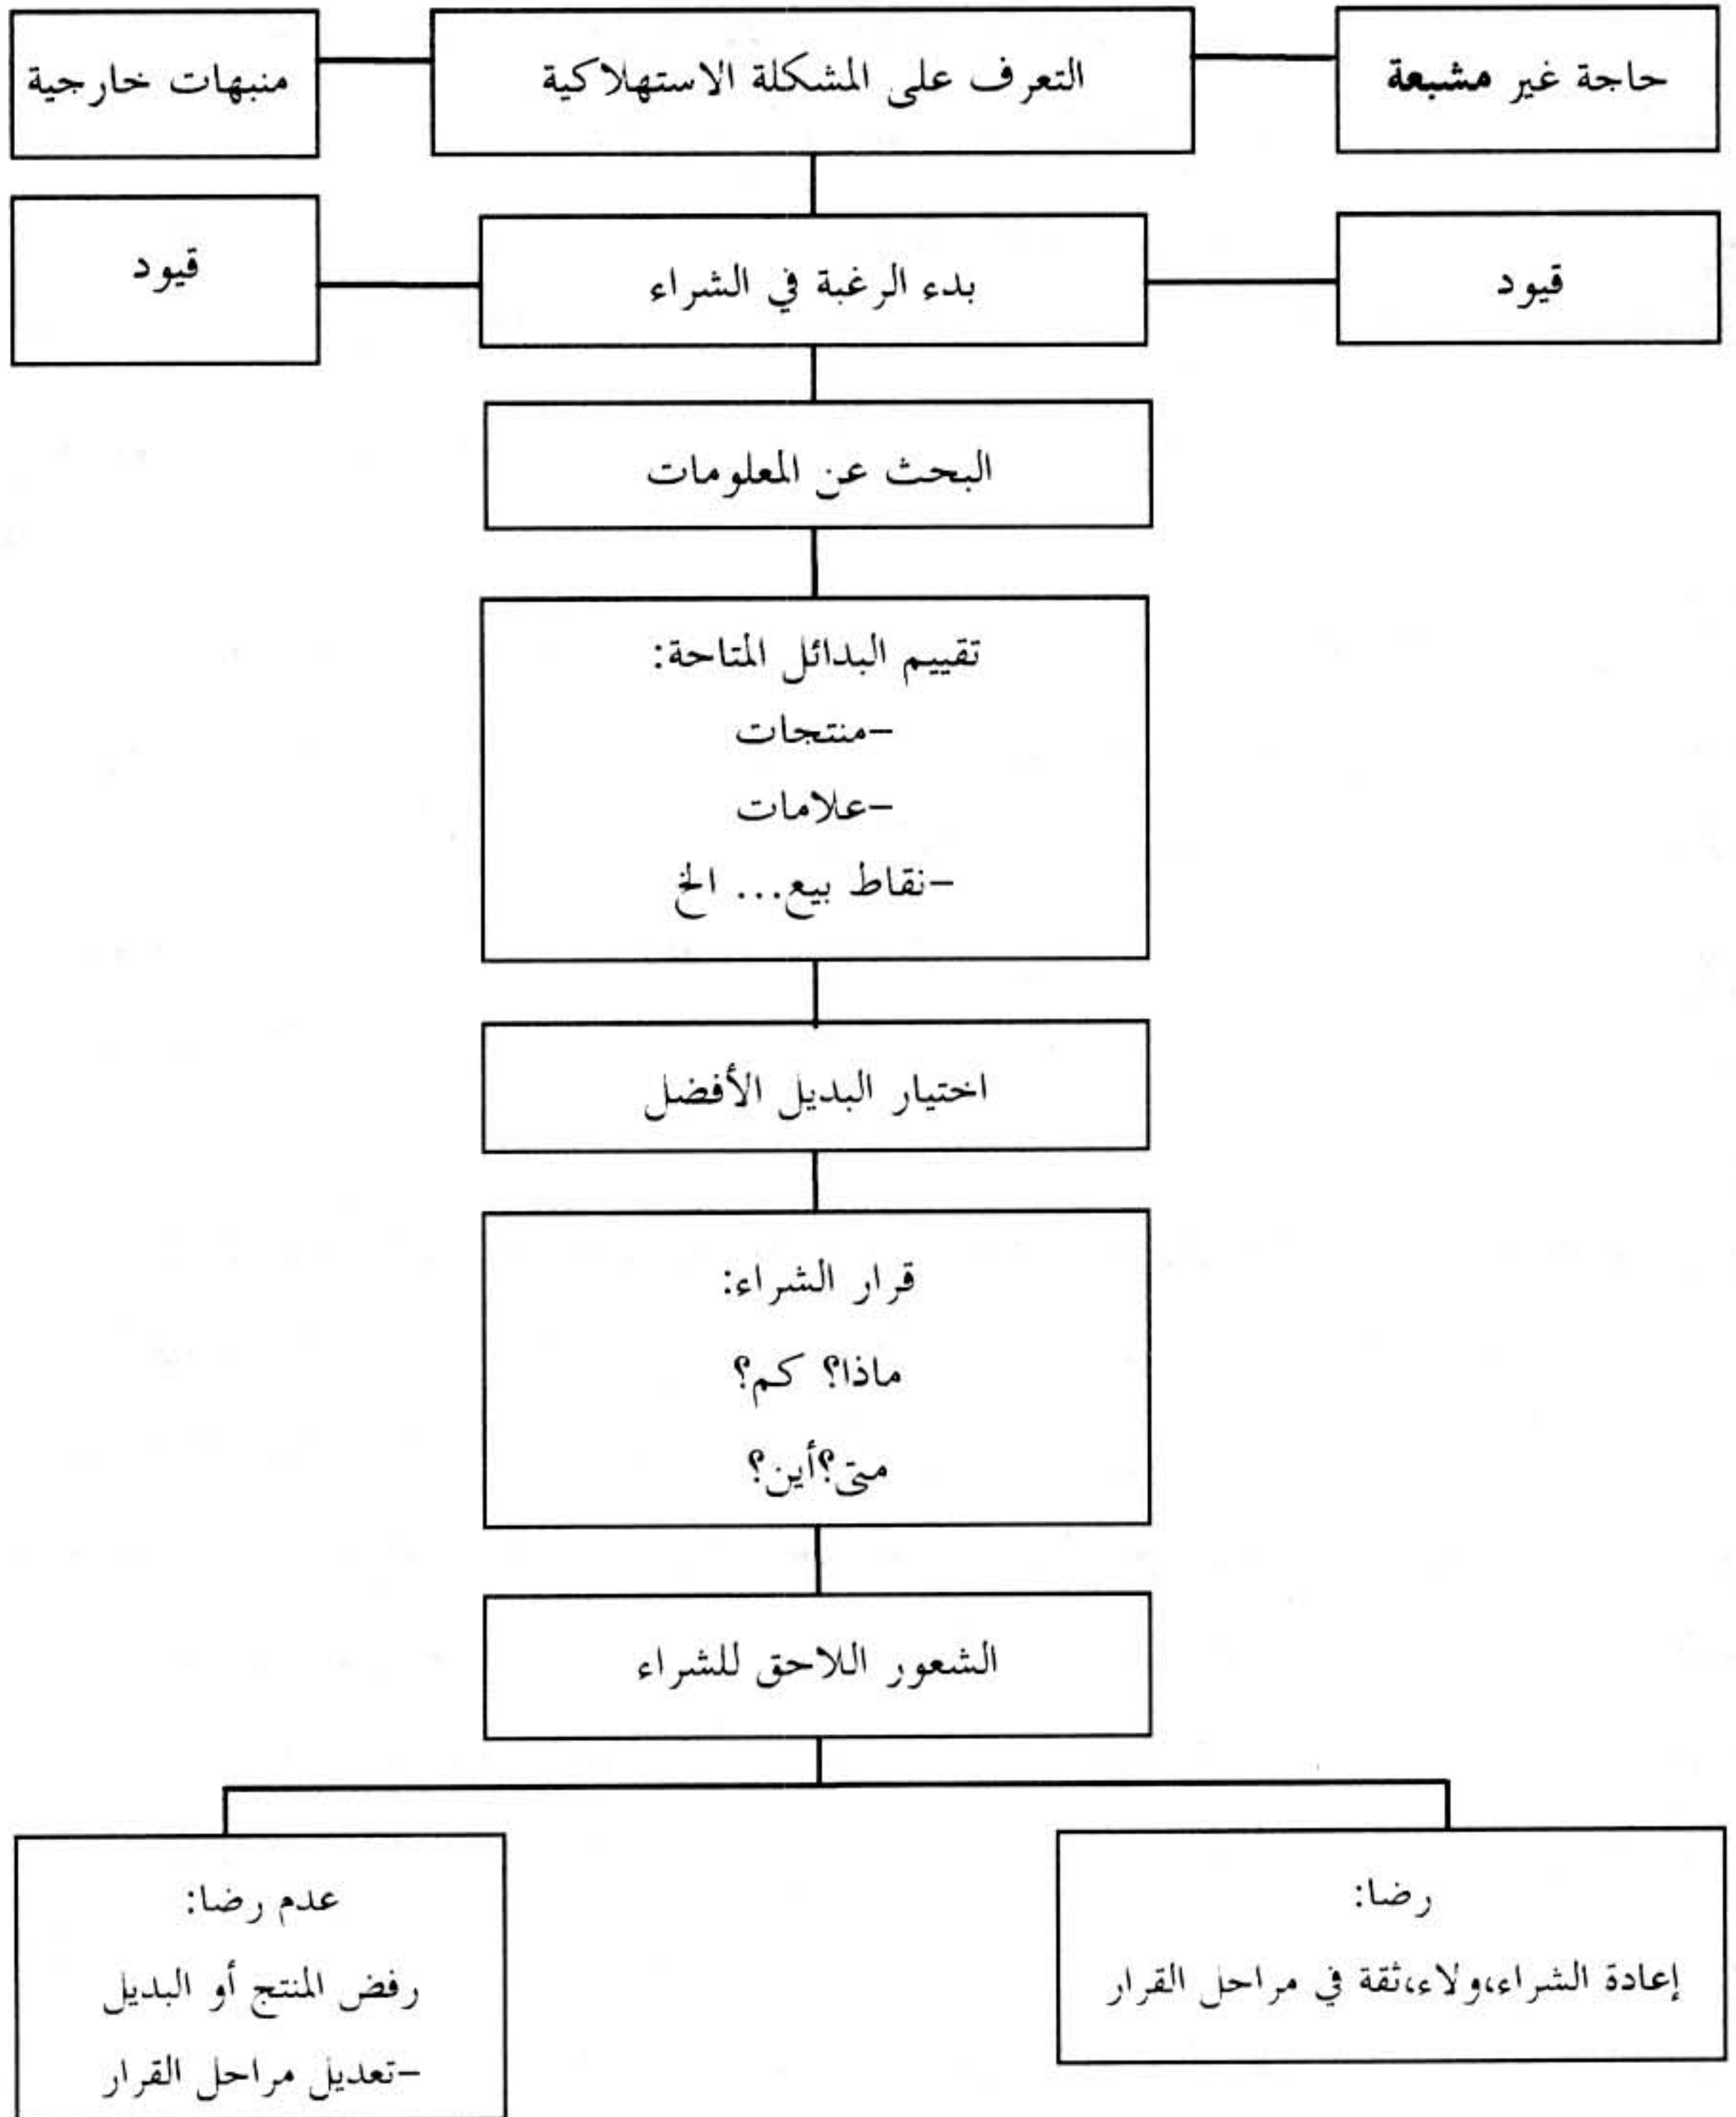 حاجة غير مشبعة
التعرف على المشكلة الاستهلاكية
منبهات خارجية
قيود
بدء الرغبة في الشراء
قيود
البحث عن المعلومات
تقييم البدائل المتاحة:
-منتجات
-علامات
-نقاط بيع... الخ
اختيار البديل الأفضل
قرار الشراء:
ماذا؟ كم؟
متى؟أين؟
الشعور اللاحق للشراء
رضا:
إعادة الشراء،ولاء،ثقة في مراحل القرار
عدم رضا:
رفض المنتج أو البديل
-تعديل مراحل القرار